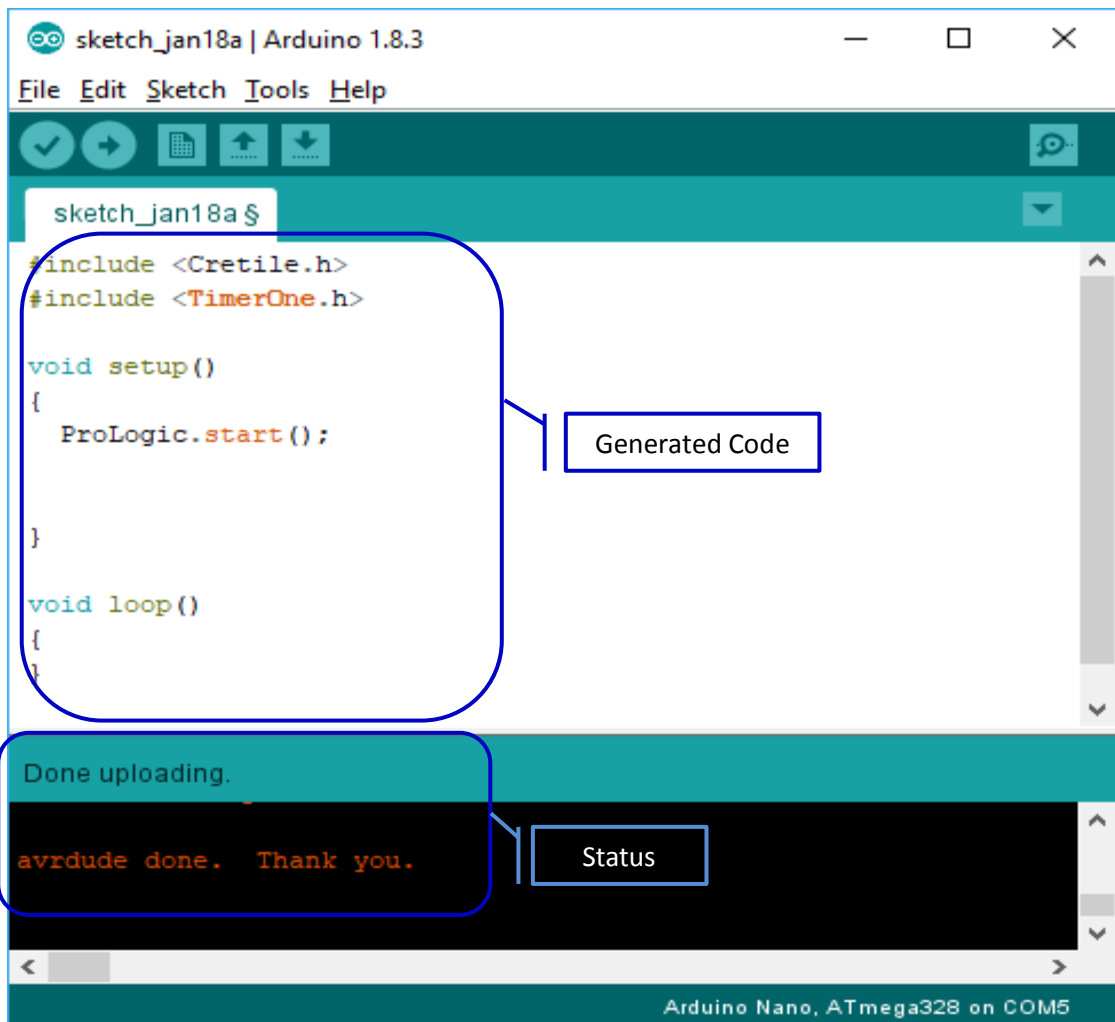 sketch_jan18a | Arduino 1.8.3
File Edit Sketch Tools Help
sketch_jan18a §
#include <Cretile.h>
#include <TimerOne.h>
void setup()
{
ProLogic.start();
}
void loop()
{
}
Generated Code
Done uploading.
avrdude done.  Thank you.
Status
Arduino Nano, ATmega328 on COM5